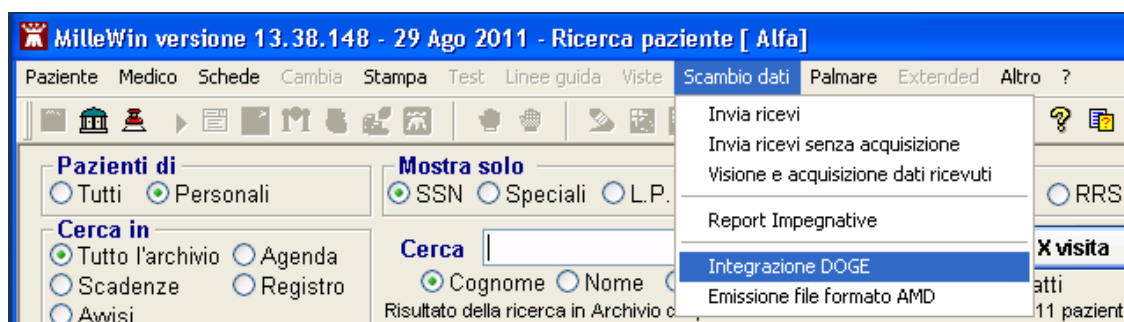 MilleWin versione 13.38.148 - 29 Ago 2011 - Ricerca paziente [ Alfa]
Paziente Medico Schede Cambia Stampa Test Linee guida Viste Scambio dati Palmare Extended Altro ?
Invia ricevi
Invia ricevi senza acquisizione
Visione e acquisizione dati ricevuti
Report Impegnative
Integrazione DOGE
Emissione file formato AMD
Pazienti di
Tutti Personali
Mostra solo
SSN Speciali L.P. RRS
Cerca in
Tutto l'archivio Agenda
Scadenze Registro
Avvisi
Cerca X visita
Cognome Nome atti
Risultato della ricerca in Archivio c 11 pazient